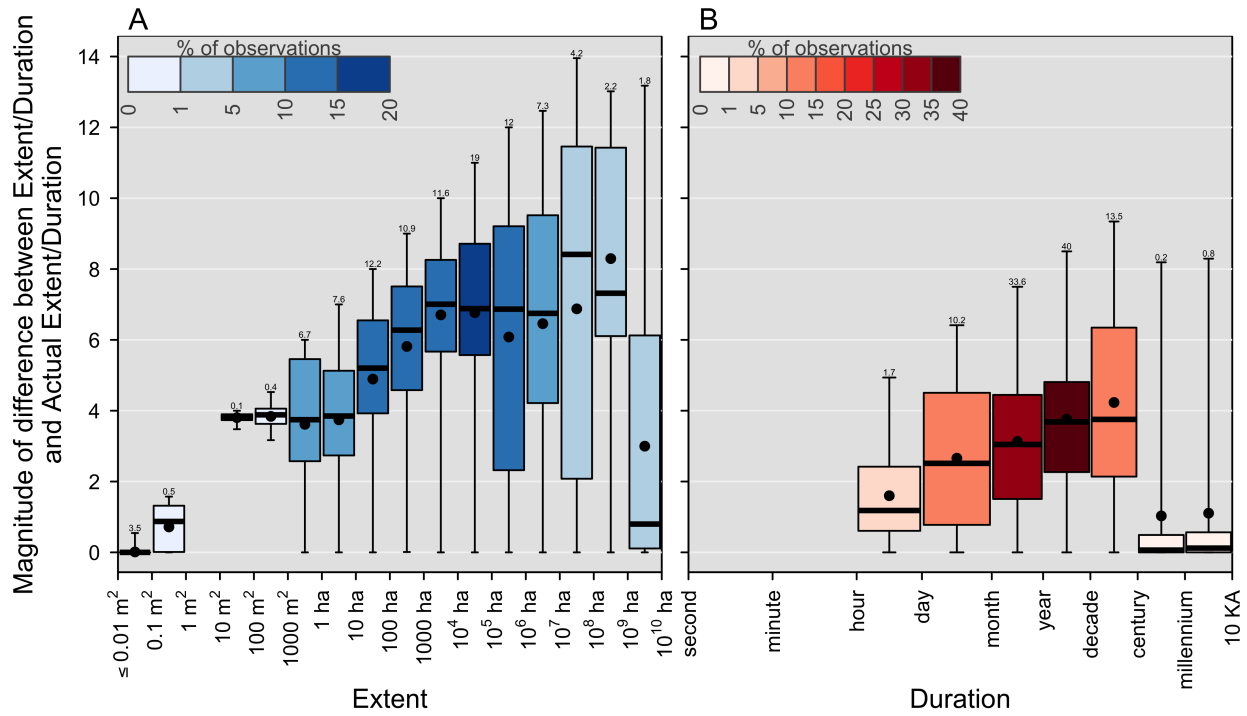 A
B
Magnitude of difference between Extent/Duration
and Actual Extent/Duration
% of observations
0 1 5 10 15 20
% of observations
0 1 5 10 15 20 25 30 35 40
14
12
10
8
6
4
2
0
3.5 0.5 0.1 0.4 6.7 7.6 12.2 10.9 11.6 19 12 7.3 4.2 2.2 1.8
1.7 10.2 33.6 40 13.5 0.2 0.8
≤ 0.01 m² 0.1 m² 1 m² 10 m² 100 m² 1000 m² 1 ha 10 ha 100 ha 1000 ha 10⁴ ha 10⁵ ha 10⁶ ha 10⁷ ha 10⁸ ha 10⁹ ha 10¹⁰ ha
second minute hour day month year decade century millennium 10 KA
Extent
Duration